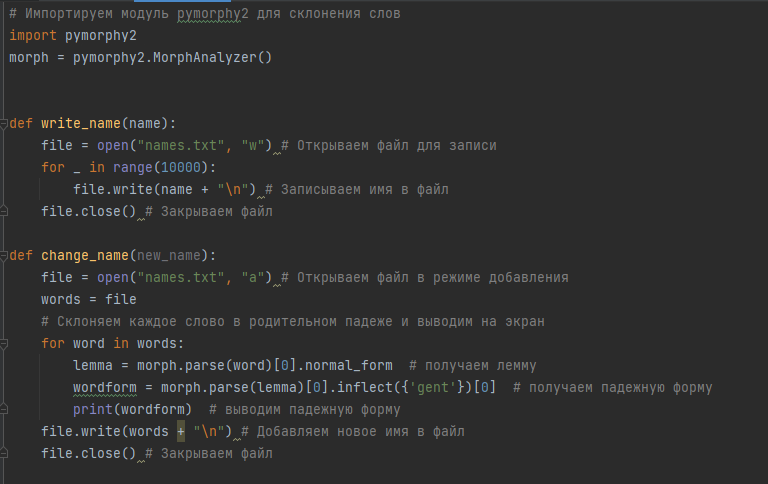 # Импортируем модуль pymorphy2 для склонения слов
import pymorphy2
morph = pymorphy2.MorphAnalyzer()
def write_name(name):
    file = open("names.txt", "w") # Открываем файл для записи
    for _ in range(10000):
        file.write(name + "\n") # Записываем имя в файл
    file.close() # Закрываем файл
def change_name(new_name):
    file = open("names.txt", "a") # Открываем файл в режиме добавления
    words = file
    # Склоняем каждое слово в родительном падеже и выводим на экран
    for word in words:
        lemma = morph.parse(word)[0].normal_form  # получаем лемму
        wordform = morph.parse(lemma)[0].inflect({'gent'})[0]  # получаем падежную форму
        print(wordform)  # выводим падежную форму
    file.write(words + "\n") # Добавляем новое имя в файл
    file.close() # Закрываем файл